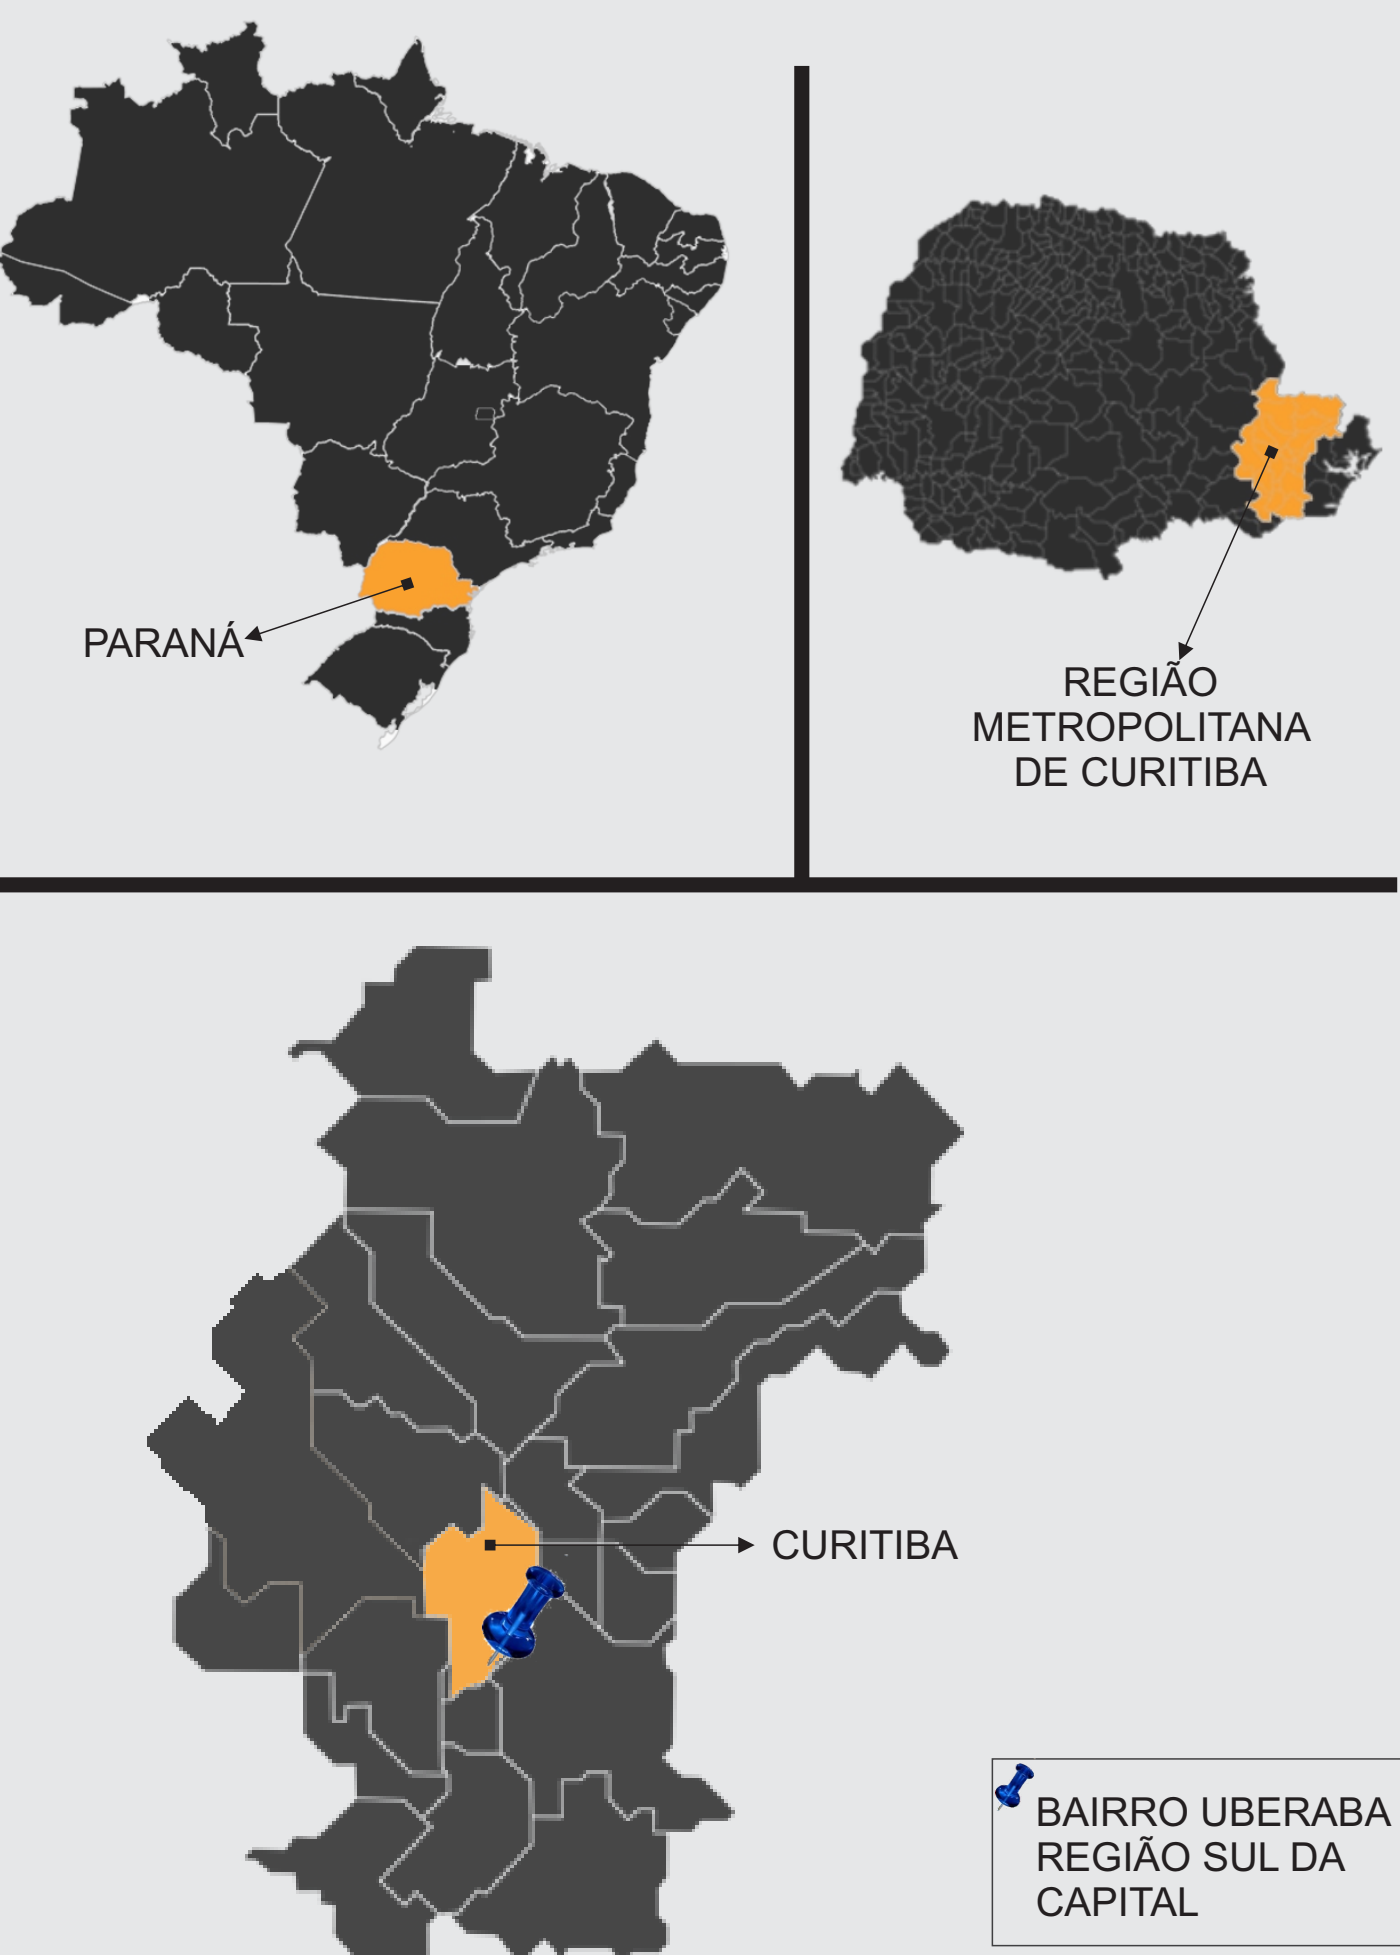 PARANÁ
REGIÃO
METROPOLITANA
DE CURITIBA
CURITIBA
BAIRRO UBERABA
REGIÃO SUL DA
CAPITAL